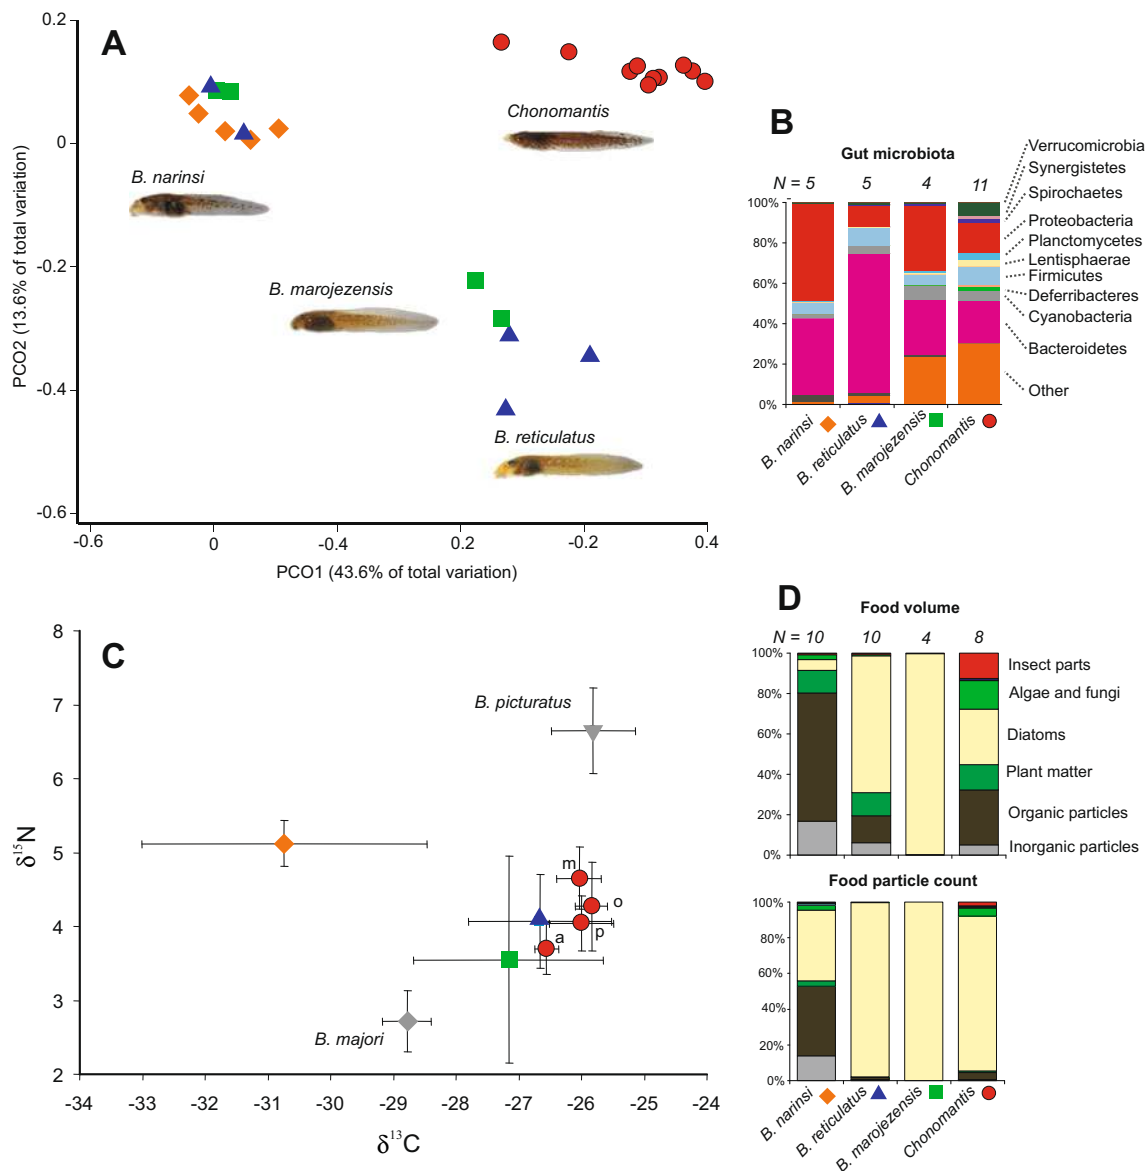 A
0.2
0
-0.2
-0.4
-0.6
PCO2 (13.6% of total variation)
-0.6
0
-0.4
0.2
-0.2
0.4
PCO1 (43.6% of total variation)
Chonomantis
B. narinsi
B. marojezensis
B. reticulatus
B
Gut microbiota
N = 5
5
4
11
100%
80%
60%
40%
20%
0%
Verrucomicrobia
Synergistetes
Spirochaetes
Proteobacteria
Planctomycetes
Lentisphaerae
Firmicutes
Deferribacteres
Cyanobacteria
Bacteroidetes
Other
B. narinsi
B. reticulatus
B. marojezensis
Chonomantis
C
8
7
6
5
4
3
2
δ15N
B. picturatus
m
o
p
a
B. majori
-34
-33
-32
-31
-30
-29
-28
-27
-26
-25
-24
δ13C
D
Food volume
N = 10
10
4
8
100%
80%
60%
40%
20%
0%
Insect parts
Algae and fungi
Diatoms
Plant matter
Organic particles
Inorganic particles
Food particle count
100%
80%
60%
40%
20%
0%
B. narinsi
B. reticulatus
B. marojezensis
Chonomantis